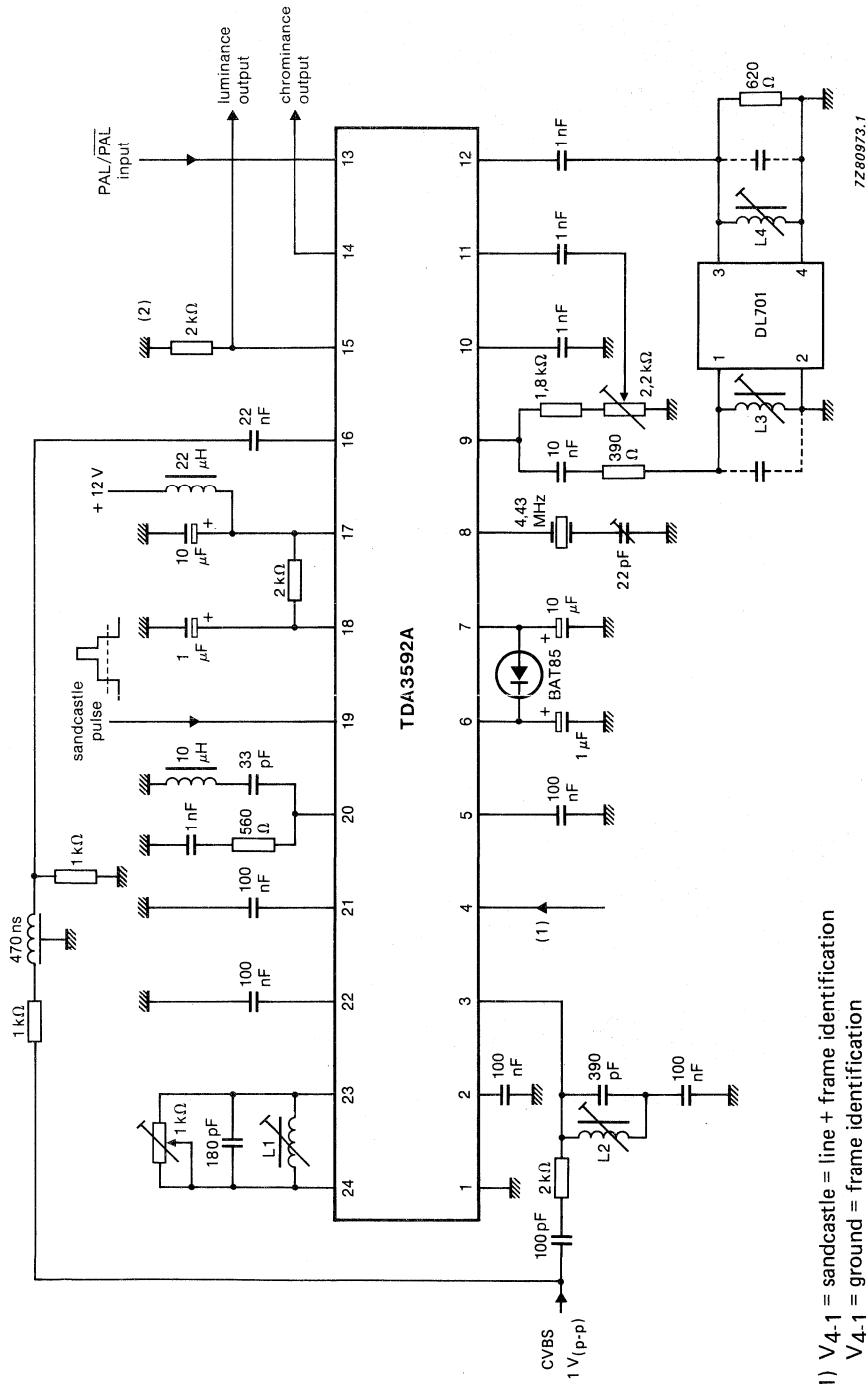 PAL/PAL
input
luminance
output
chrominance
output
(2)
2 kΩ
22
nF
+ 12 V
22
μH
10
μF
+
2 kΩ
1
μF
+
sandcastle
pulse
10
μH
33
pF
1 nF
560
Ω
1 kΩ
470 ns
1 kΩ
100
nF
100
nF
1 kΩ
180 pF
L1
24
23
22
21
20
19
18
17
16
15
14
13
TDA3592A
1
2
3
4
5
6
7
8
9
10
11
12
CVBS
1 V(p-p)
100 pF
2 kΩ
L2
390
pF
100
nF
100
nF
(1)
100
nF
+
1 μF
BAT85
+
10
μF
4,43
MHz
22 pF
10
nF
390
Ω
1,8 kΩ
2,2 kΩ
1 nF
1 nF
1 nF
L3
1
2
DL701
3
4
L4
620
Ω
7Z80973.1
1) V4-1 = sandcastle = line + frame identification
V4-1 = ground = frame identification